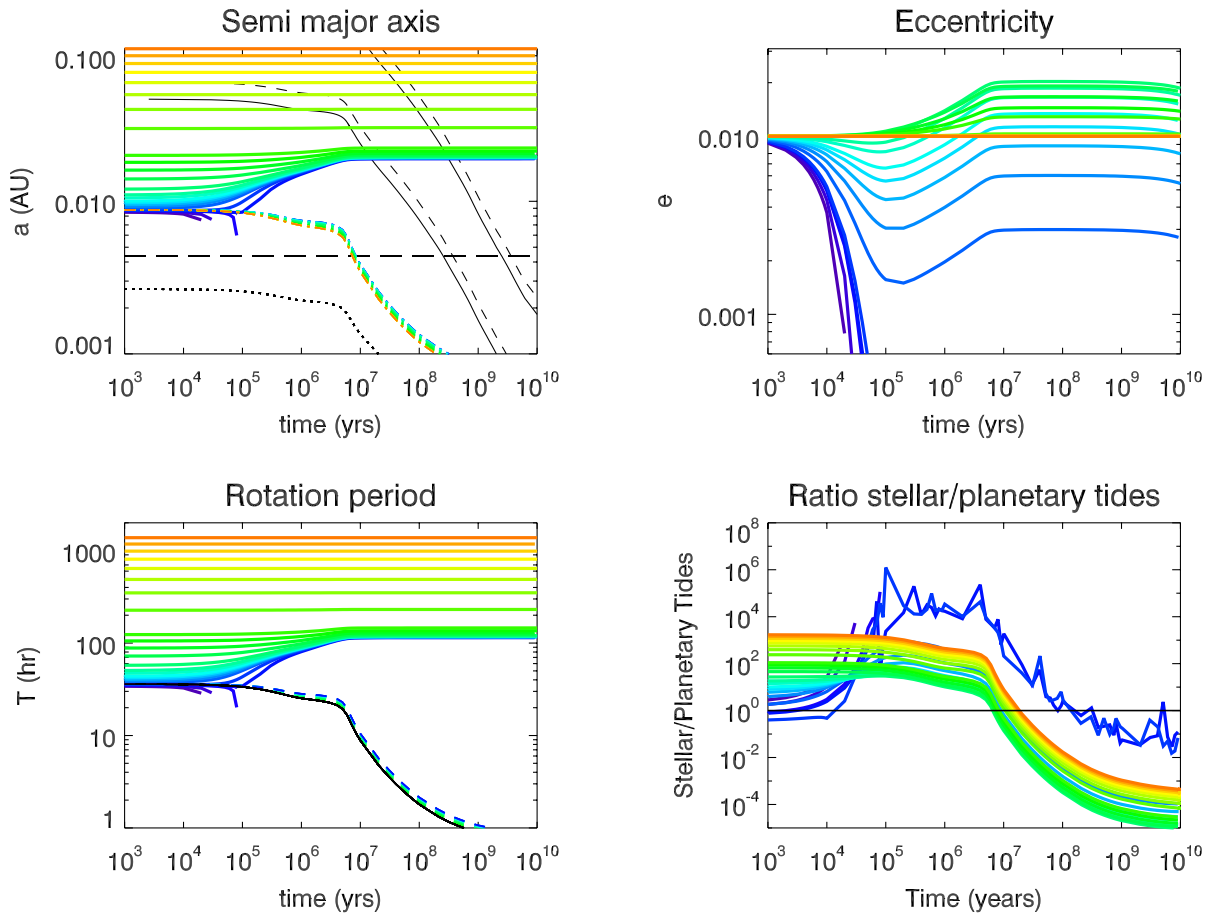 Semi major axis
0.100
0.010
0.001
a (AU)
10³ 10⁴ 10⁵ 10⁶ 10⁷ 10⁸ 10⁹ 10¹⁰
time (yrs)
Eccentricity
0.010
0.001
e
10³ 10⁴ 10⁵ 10⁶ 10⁷ 10⁸ 10⁹ 10¹⁰
time (yrs)
Rotation period
1000
100
10
1
T (hr)
10³ 10⁴ 10⁵ 10⁶ 10⁷ 10⁸ 10⁹ 10¹⁰
time (yrs)
Ratio stellar/planetary tides
10⁸
10⁶
10⁴
10²
10⁰
10⁻²
10⁻⁴
Stellar/Planetary Tides
10³ 10⁴ 10⁵ 10⁶ 10⁷ 10⁸ 10⁹ 10¹⁰
Time (years)